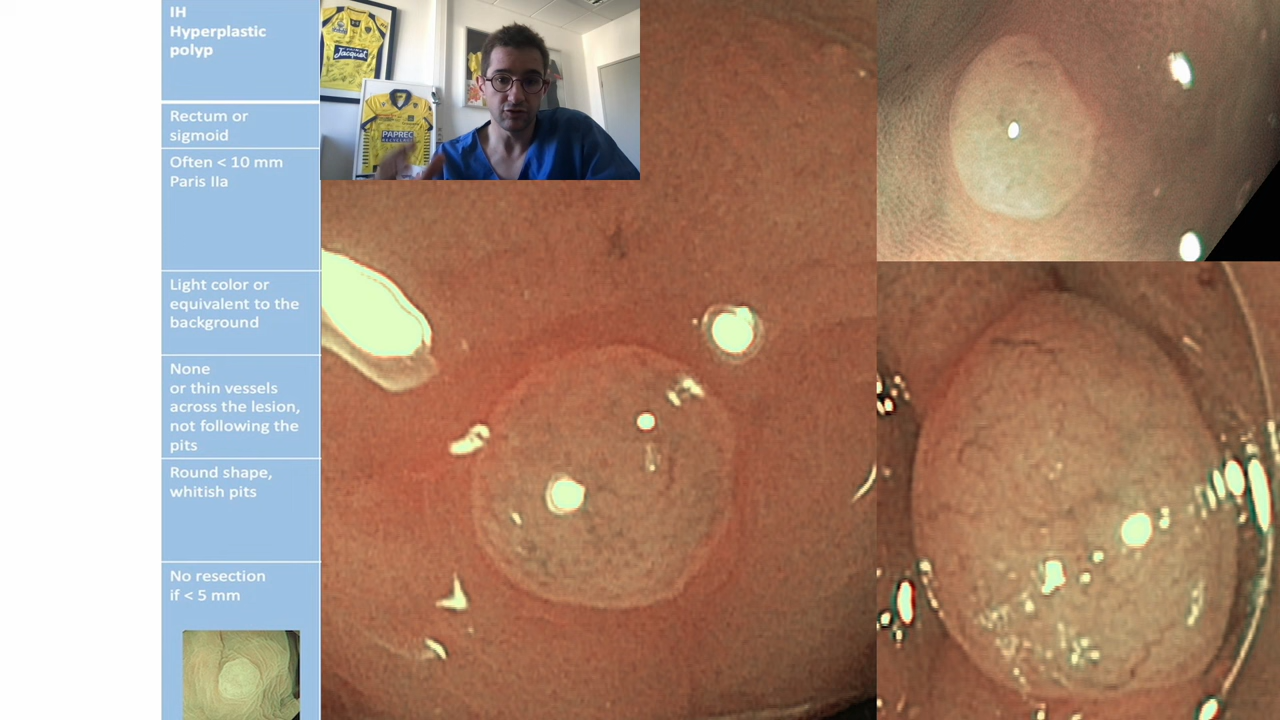 IH
Hyperplastic
polyp
Rectum or
sigmoid
Often < 10 mm
Paris IIa
Light color or
equivalent to the
background
None
or thin vessels
across the lesion,
not following the
pits
Round shape,
whitish pits
No resection
if < 5 mm
Jacquet
PAPREC